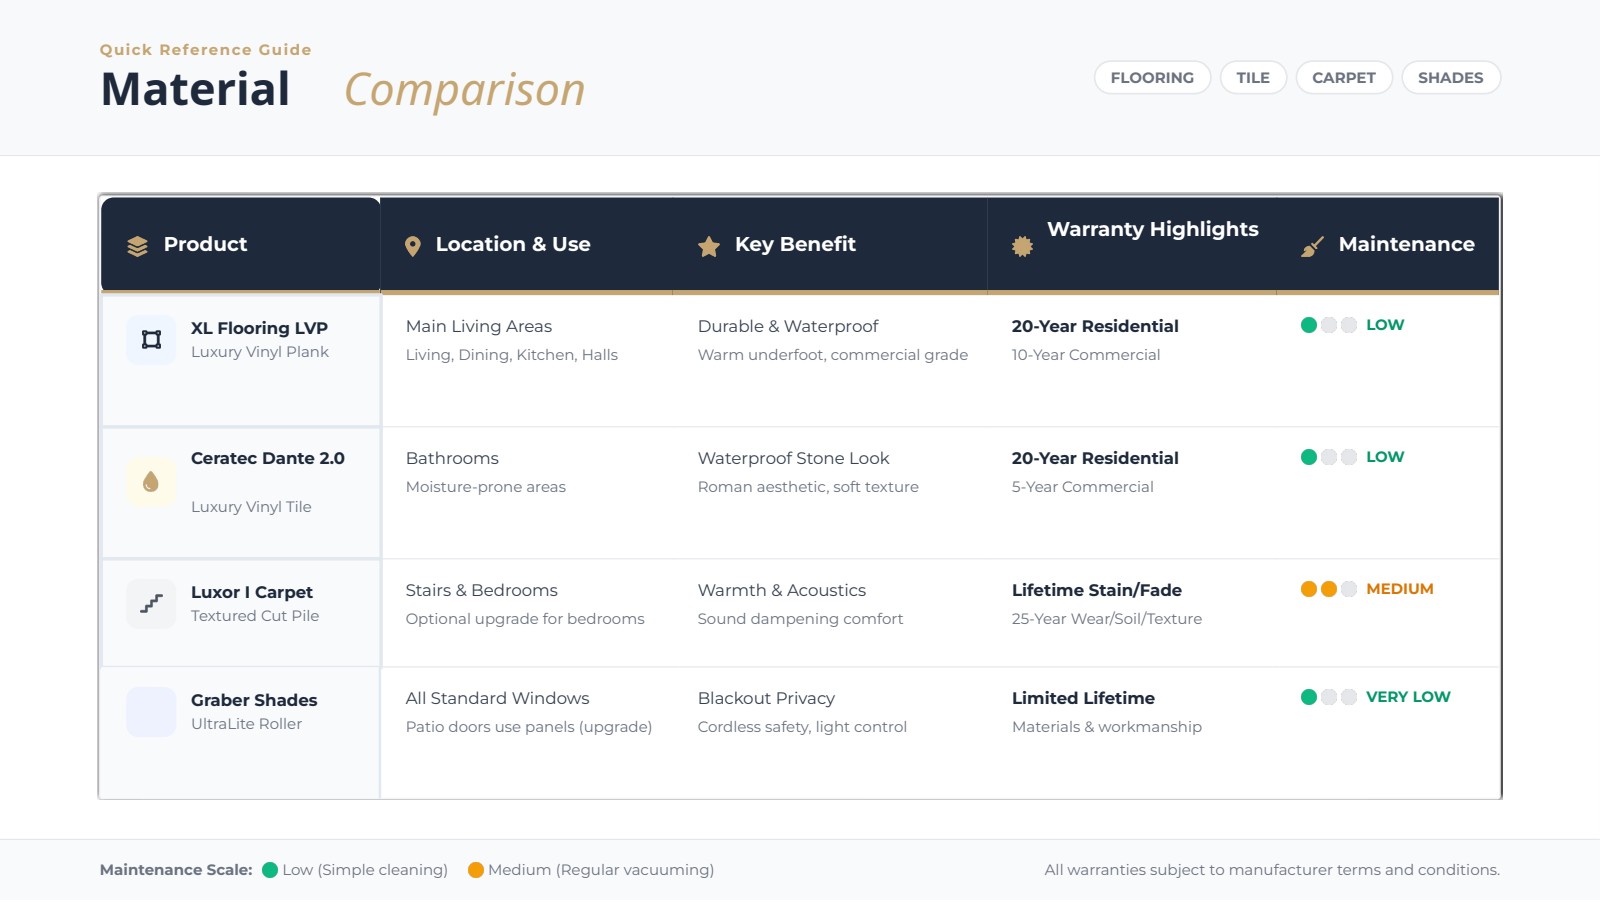 Quick Reference Guide
Material Comparison
FLOORING TILE CARPET SHADES
Product Location & Use Key Benefit Warranty Highlights Maintenance
XL Flooring LVP
Luxury Vinyl Plank
Main Living Areas
Living, Dining, Kitchen, Halls
Durable & Waterproof
Warm underfoot, commercial grade
20-Year Residential
10-Year Commercial
LOW
Ceratec Dante 2.0
Luxury Vinyl Tile
Bathrooms
Moisture-prone areas
Waterproof Stone Look
Roman aesthetic, soft texture
20-Year Residential
5-Year Commercial
LOW
Luxor I Carpet
Textured Cut Pile
Stairs & Bedrooms
Optional upgrade for bedrooms
Warmth & Acoustics
Sound dampening comfort
Lifetime Stain/Fade
25-Year Wear/Soil/Texture
MEDIUM
Graber Shades
UltraLite Roller
All Standard Windows
Patio doors use panels (upgrade)
Blackout Privacy
Cordless safety, light control
Limited Lifetime
Materials & workmanship
VERY LOW
Maintenance Scale: Low (Simple cleaning) Medium (Regular vacuuming)
All warranties subject to manufacturer terms and conditions.